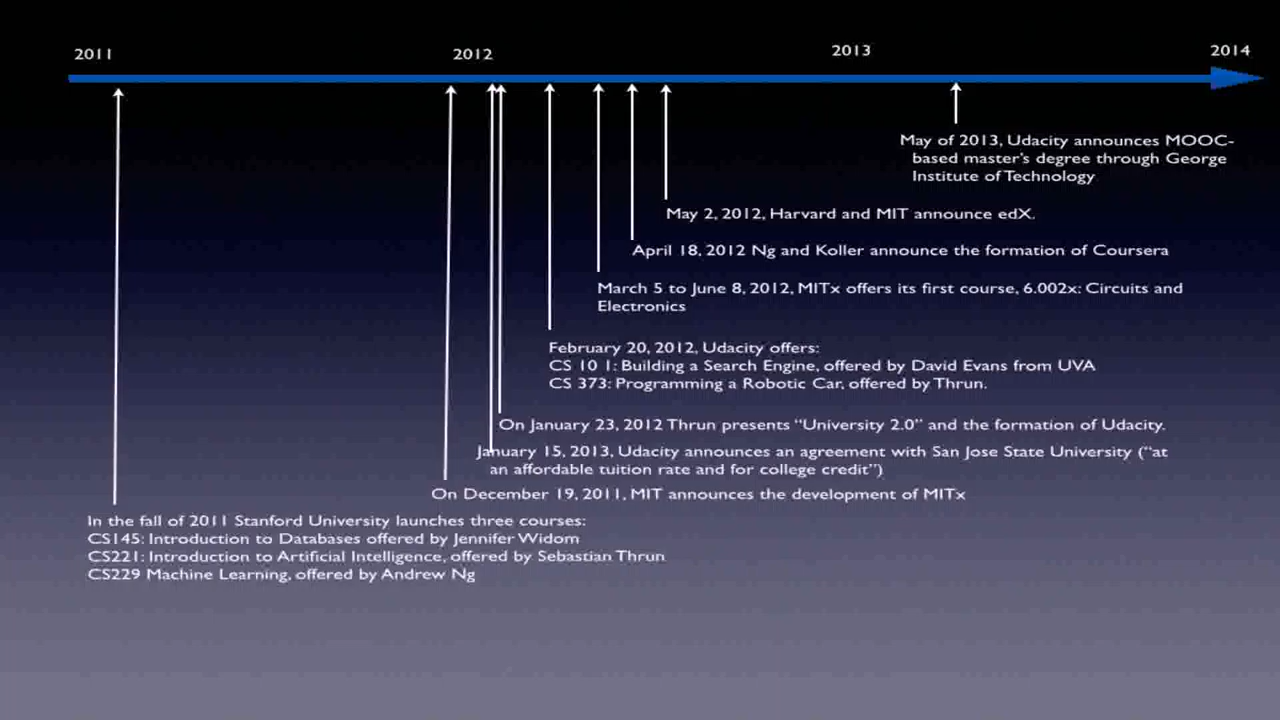 2011
2012
2013
2014
May of 2013, Udacity announces MOOC-
based master's degree through George
Institute of Technology
May 2, 2012, Harvard and MIT announce edX.
April 18, 2012 Ng and Koller announce the formation of Coursera
March 5 to June 8, 2012, MITx offers its first course, 6.002x: Circuits and
Electronics
February 20, 2012, Udacity offers:
CS 10 1: Building a Search Engine, offered by David Evans from UVA
CS 373: Programming a Robotic Car, offered by Thrun.
On January 23, 2012 Thrun presents “University 2.0” and the formation of Udacity.
January 15, 2013, Udacity announces an agreement with San Jose State University (“at
an affordable tuition rate and for college credit”)
On December 19, 2011, MIT announces the development of MITx
In the fall of 2011 Stanford University launches three courses:
CS145: Introduction to Databases offered by Jennifer Widom
CS221: Introduction to Artificial Intelligence, offered by Sebastian Thrun
CS229 Machine Learning, offered by Andrew Ng